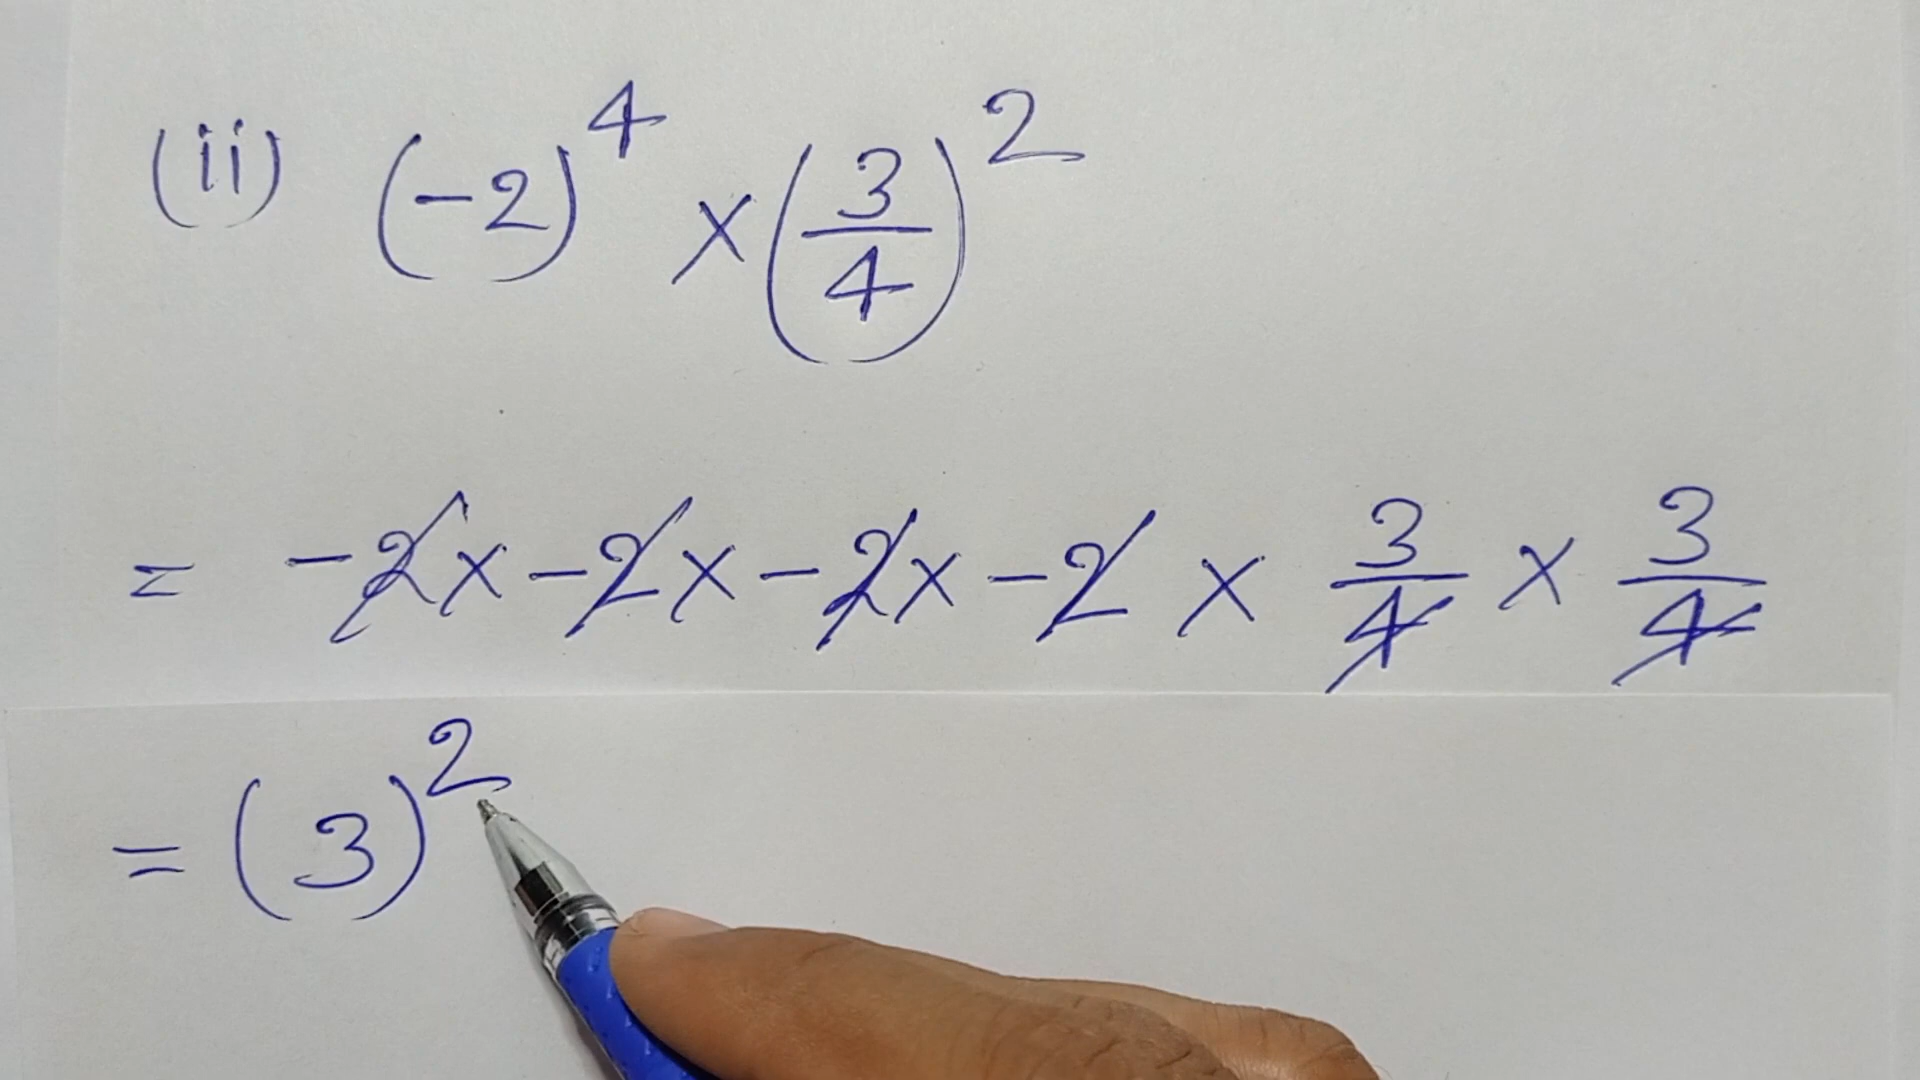 (ii) (-2)^4 × (3/4)^2
= -2 × -2 × -2 × -2 × 3/4 × 3/4
= (3)^2